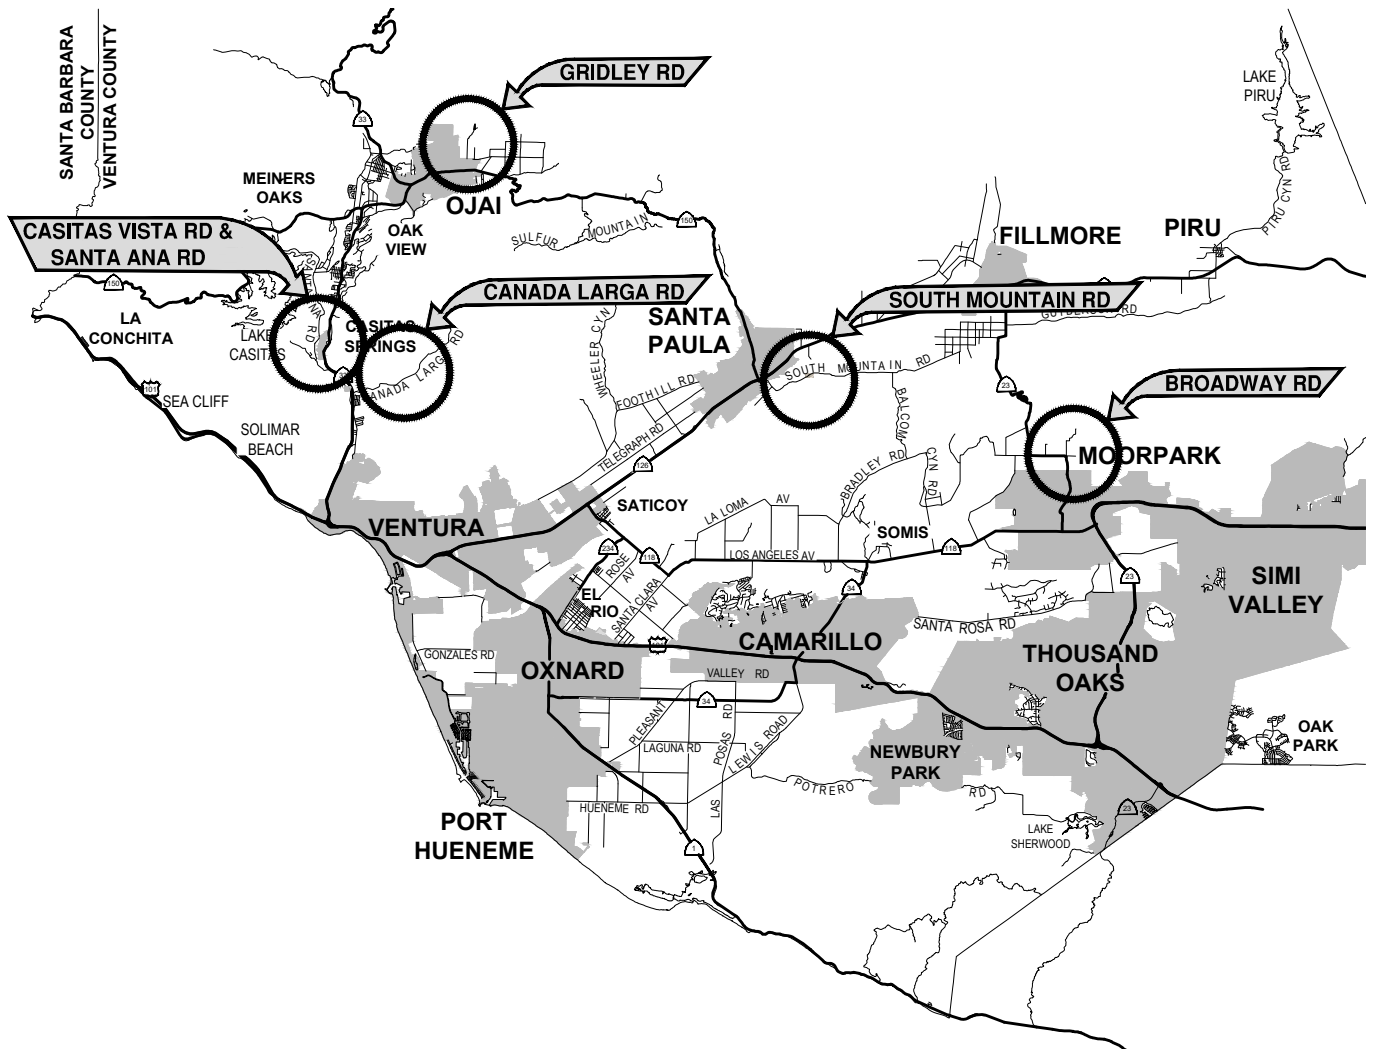 SANTA BARBARA
COUNTY
VENTURA COUNTY
GRIDLEY RD
LAKE
PIRU
33
MEINERS
OAKS
OJAI
PIRU CYN RD
CASITAS VISTA RD &
SANTA ANA RD
OAK
VIEW
SULFUR MOUNTAIN
150
FILLMORE
PIRU
150
CANADA LARGA RD
SOUTH MOUNTAIN RD
LA
CONCHITA
LAKE
CASITAS
RD
CASITAS
SPRINGS
CANADA LARGA RD
WHEELER CYN
SANTA
PAULA
SOUTH MOUNTAIN RD
23
BROADWAY RD
101
SEA CLIFF
FOOTHILL RD
BALCOM
CYN RD
SOLIMAR
BEACH
TELEGRAPH RD
126
BRADLEY RD
MOORPARK
VENTURA
SATICOY
LA LOMA AV
SOMIS
234
118
LOS ANGELES AV
118
ROSE
AV
EL
RIO
SANTA CLARA
AV
34
23
SIMI
VALLEY
SANTA ROSA RD
CAMARILLO
GONZALES RD
OXNARD
VALLEY RD
THOUSAND
OAKS
34
PLEASANT
LAS POSAS RD
LEWIS ROAD
LAGUNA RD
NEWBURY
PARK
OAK
PARK
POTRERO RD
HUENEME RD
23
PORT
HUENEME
LAKE
SHERWOOD
1